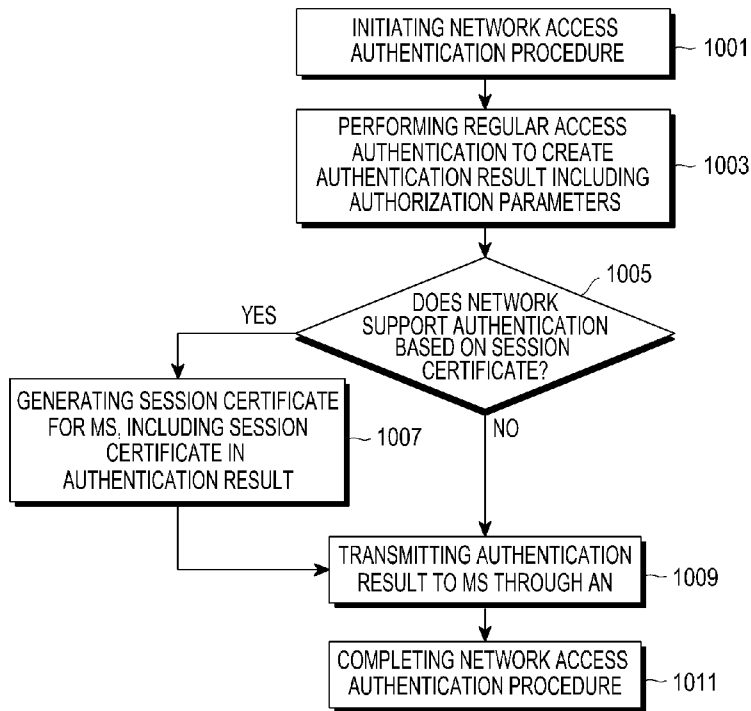 INITIATING NETWORK ACCESS
AUTHENTICATION PROCEDURE
1001
PERFORMING REGULAR ACCESS
AUTHENTICATION TO CREATE
AUTHENTICATION RESULT INCLUDING
AUTHORIZATION PARAMETERS
1003
1005
DOES NETWORK
SUPPORT AUTHENTICATION
BASED ON SESSION
CERTIFICATE?
YES
GENERATING SESSION CERTIFICATE
FOR MS, INCLUDING SESSION
CERTIFICATE IN
AUTHENTICATION RESULT
1007
NO
TRANSMITTING AUTHENTICATION
RESULT TO MS THROUGH AN
1009
COMPLETING NETWORK ACCESS
AUTHENTICATION PROCEDURE
1011